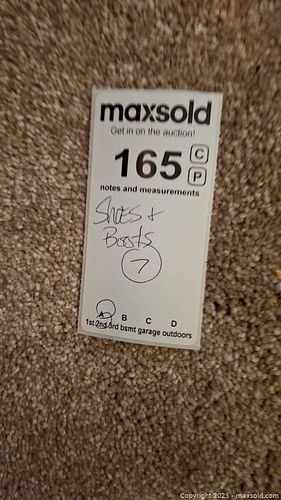 maxsold
Get in on the auction!
165 C
P
notes and measurements
Shoes +
Boots
7
A B C D
1st 2nd 3rd bsmt garage outdoors
Copyright 2025 - maxsold.com